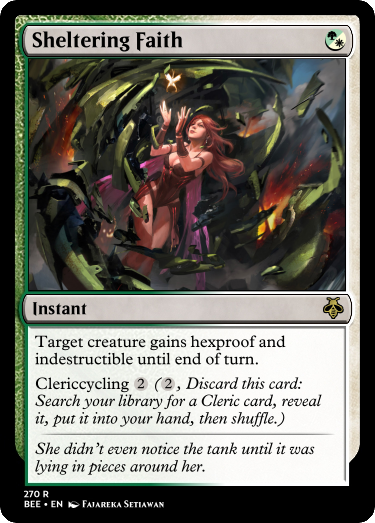 Sheltering Faith
Instant
Target creature gains hexproof and
indestructible until end of turn.
Clericcycling 2 (2, Discard this card:
Search your library for a Cleric card, reveal
it, put it into your hand, then shuffle.)
She didn't even notice the tank until it was
lying in pieces around her.
270 R
BEE • EN Fajareka Setiawan